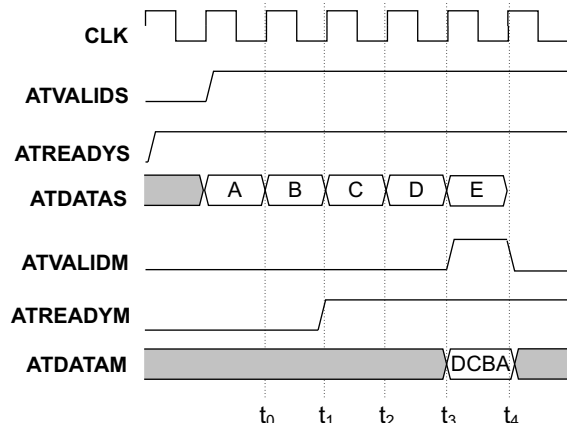 CLK
ATVALIDS
ATREADYS
ATDATAS A B C D E
ATVALIDM
ATREADYM
ATDATAM DCBA
t0 t1 t2 t3 t4